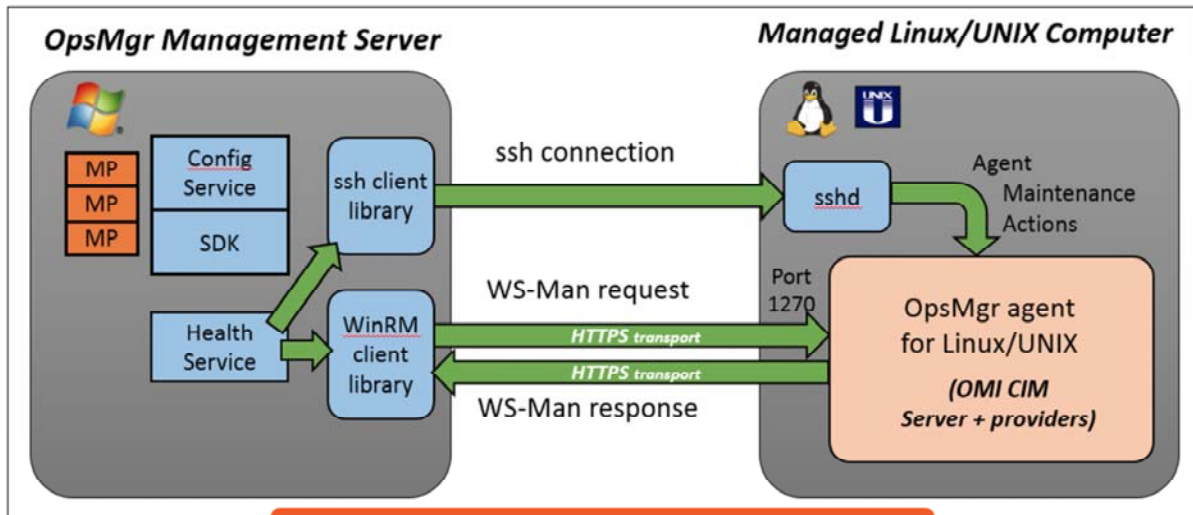 OpsMgr Management Server
Managed Linux/UNIX Computer
MP
MP
MP
Config
Service
SDK
Health
Service
ssh client
library
WinRM
client
library
ssh connection
WS-Man request
HTTPS transport
HTTPS transport
WS-Man response
UNIX
U
sshd
Agent
Maintenance
Actions
Port
1270
OpsMgr agent
for Linux/UNIX
(OMI CIM
Server + providers)